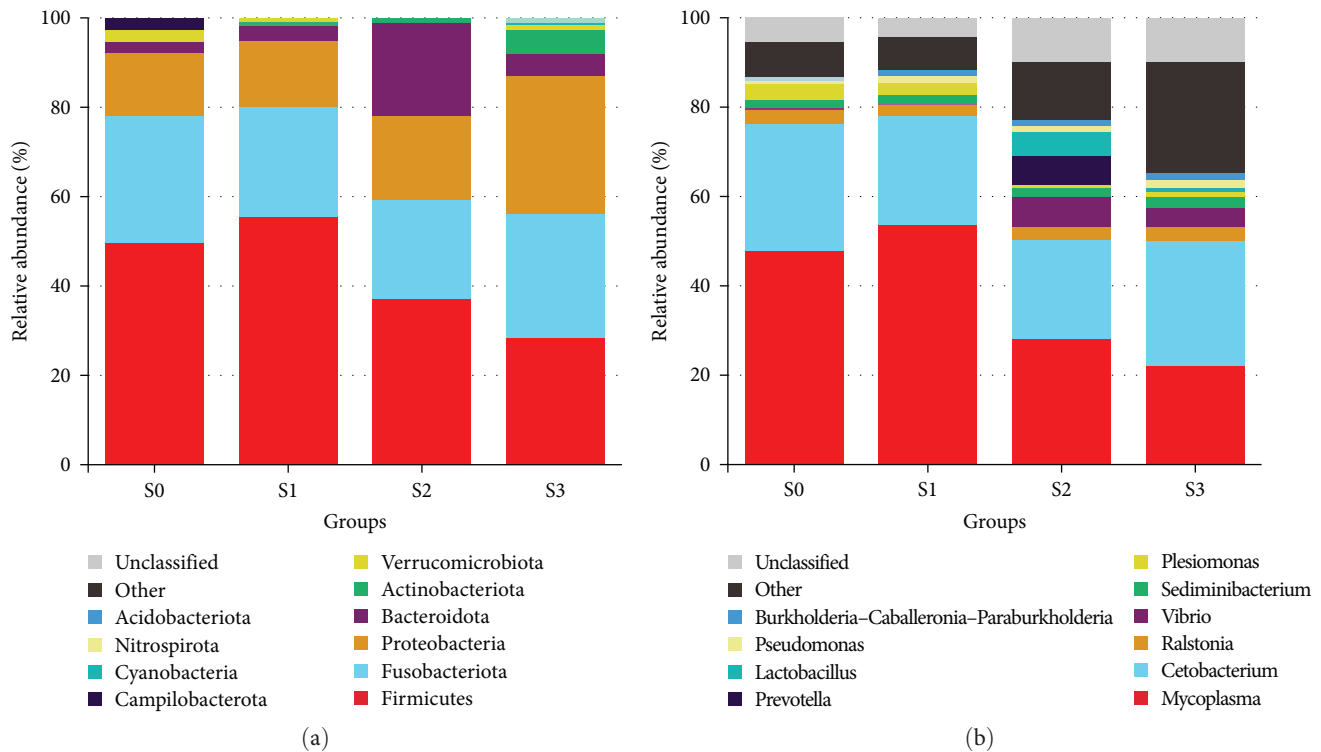 100
80
60
40
20
0
Relative abundance (%)
S0 S1 S2 S3
Groups
Unclassified
Other
Acidobacteriota
Nitrospirota
Cyanobacteria
Campilobacterota
Verrucomicrobiota
Actinobacteriota
Bacteroidota
Proteobacteria
Fusobacteriota
Firmicutes
(a)
100
80
60
40
20
0
Relative abundance (%)
S0 S1 S2 S3
Groups
Unclassified
Other
Burkholderia–Caballeronia–Paraburkholderia
Pseudomonas
Lactobacillus
Prevotella
Plesiomonas
Sediminibacterium
Vibrio
Ralstonia
Cetobacterium
Mycoplasma
(b)